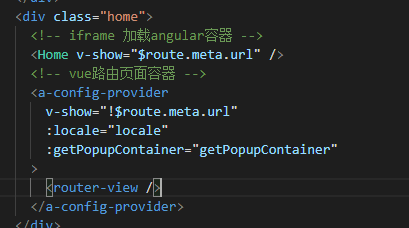 </div>
<div class="home">
<!-- iframe 加载angular容器 -->
<Home v-show="$route.meta.url" />
<!-- vue路由页面容器 -->
<a-config-provider
v-show="!$route.meta.url"
:locale="locale"
:getPopupContainer="getPopupContainer"
>
<router-view />
</a-config-provider>
</div>